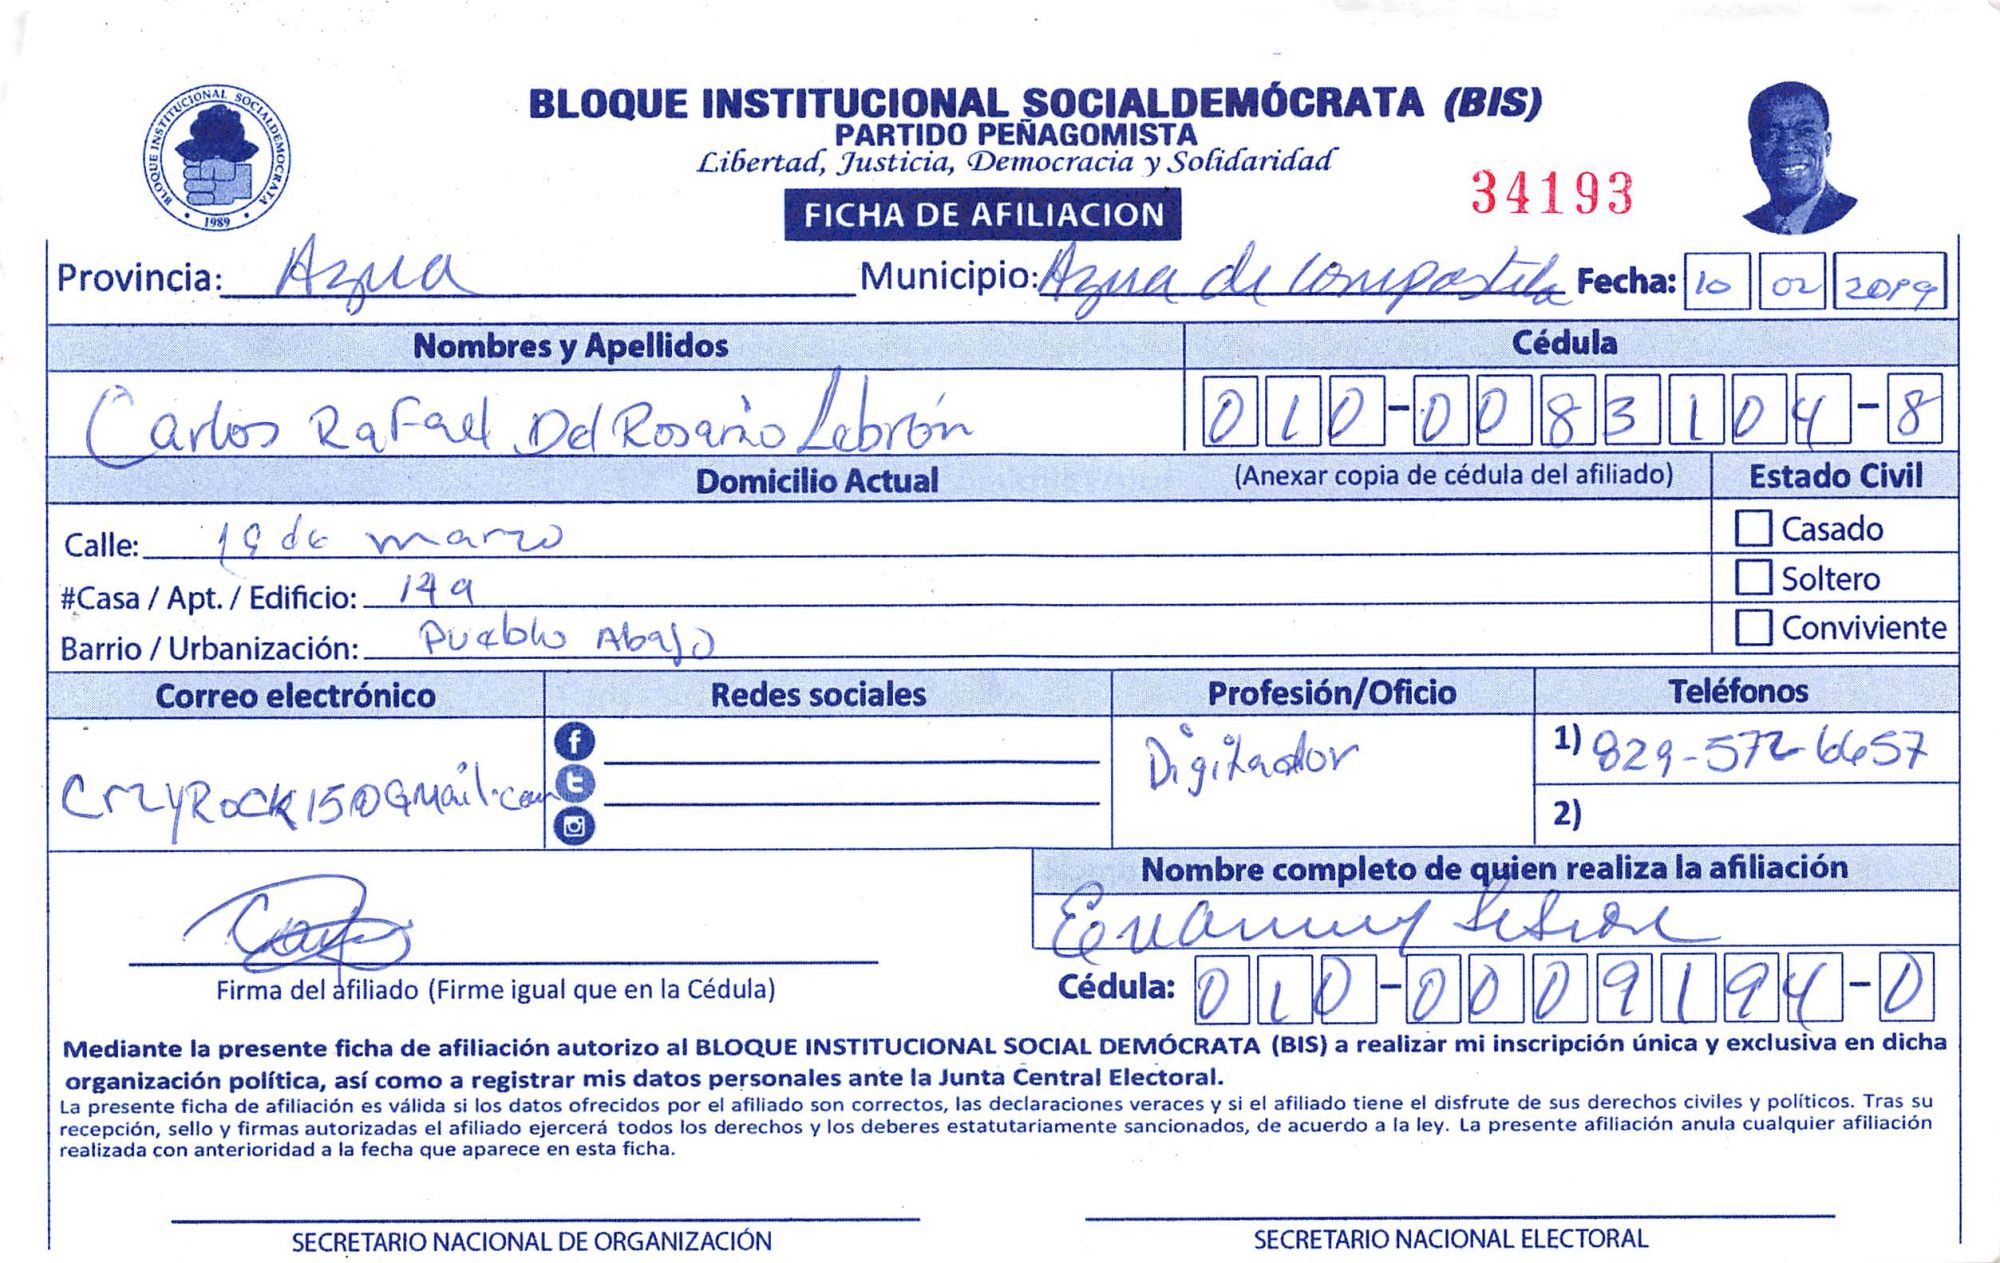 BLOQUE INSTITUCIONAL SOCIALDEMOCRATA
1989
BLOQUE INSTITUCIONAL SOCIALDEMÓCRATA (BIS)
PARTIDO PEÑAGOMISTA
Libertad, Justicia, Democracia y Solidaridad
34193
FICHA DE AFILIACION
Provincia: Azua Municipio: Azua de Compostela Fecha: 10 02 2019
Nombres y Apellidos Cédula
Carlos Rafael Del Rosario Lebrón 010-0083104-8
Domicilio Actual (Anexar copia de cédula del afiliado) Estado Civil
Calle: 19 de marzo Casado
#Casa / Apt. / Edificio: 149 Soltero
Barrio / Urbanización: Pueblo Abajo Conviviente
Correo electrónico Redes sociales Profesión/Oficio Teléfonos
CrzyRock15@Gmail.com Digitador 1) 829-572-6657
2)
Nombre completo de quien realiza la afiliación
Firma del afiliado (Firme igual que en la Cédula) Cédula: 010-0009194-0
Mediante la presente ficha de afiliación autorizo al BLOQUE INSTITUCIONAL SOCIAL DEMÓCRATA (BIS) a realizar mi inscripción única y exclusiva en dicha
organización política, así como a registrar mis datos personales ante la Junta Central Electoral.
La presente ficha de afiliación es válida si los datos ofrecidos por el afiliado son correctos, las declaraciones veraces y si el afiliado tiene el disfrute de sus derechos civiles y políticos. Tras su
recepción, sello y firmas autorizadas el afiliado ejercerá todos los derechos y los deberes estatutariamente sancionados, de acuerdo a la ley. La presente afiliación anula cualquier afiliación
realizada con anterioridad a la fecha que aparece en esta ficha.
SECRETARIO NACIONAL DE ORGANIZACIÓN SECRETARIO NACIONAL ELECTORAL